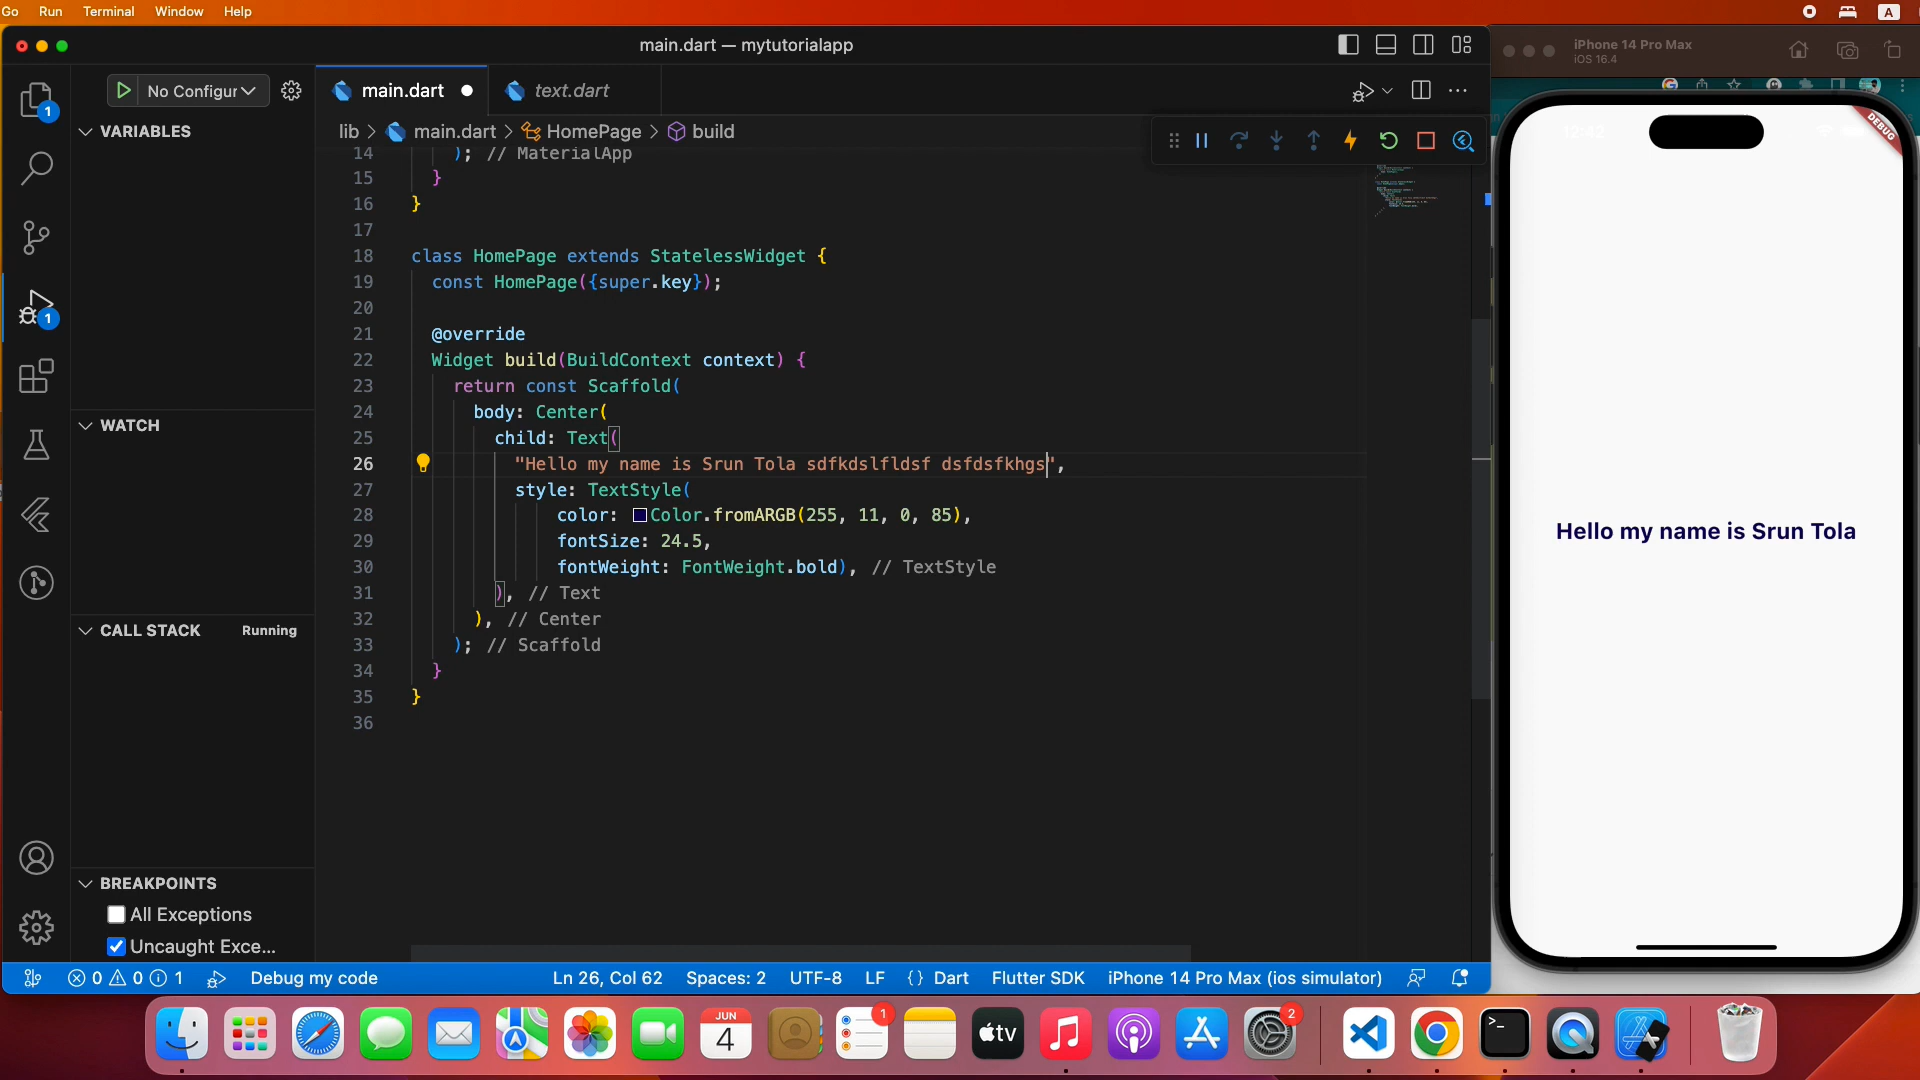 Go Run Terminal Window Help
A
main.dart — mytutorialapp
iPhone 14 Pro Max
iOS 16.4
1
No Configur
main.dart
text.dart
VARIABLES
lib > main.dart > HomePage > build
DEBUG
14 ); // MaterialApp
15 }
16 }
17
18 class HomePage extends StatelessWidget {
19 const HomePage({super.key});
20
21 @override
22 Widget build(BuildContext context) {
23 return const Scaffold(
24 body: Center(
25 child: Text(
26 "Hello my name is Srun Tola sdfkdslfldsf dsfdsfkhgs",
27 style: TextStyle(
28 color: Color.fromARGB(255, 11, 0, 85),
29 fontSize: 24.5,
30 fontWeight: FontWeight.bold), // TextStyle
31 ), // Text
32 ), // Center
33 ); // Scaffold
34 }
35 }
36
1
WATCH
CALL STACK Running
BREAKPOINTS
All Exceptions
Uncaught Exce...
Hello my name is Srun Tola
0 0 1 Debug my code Ln 26, Col 62 Spaces: 2 UTF-8 LF {} Dart Flutter SDK iPhone 14 Pro Max (ios simulator)
JUN
4
1
tv
2
>_